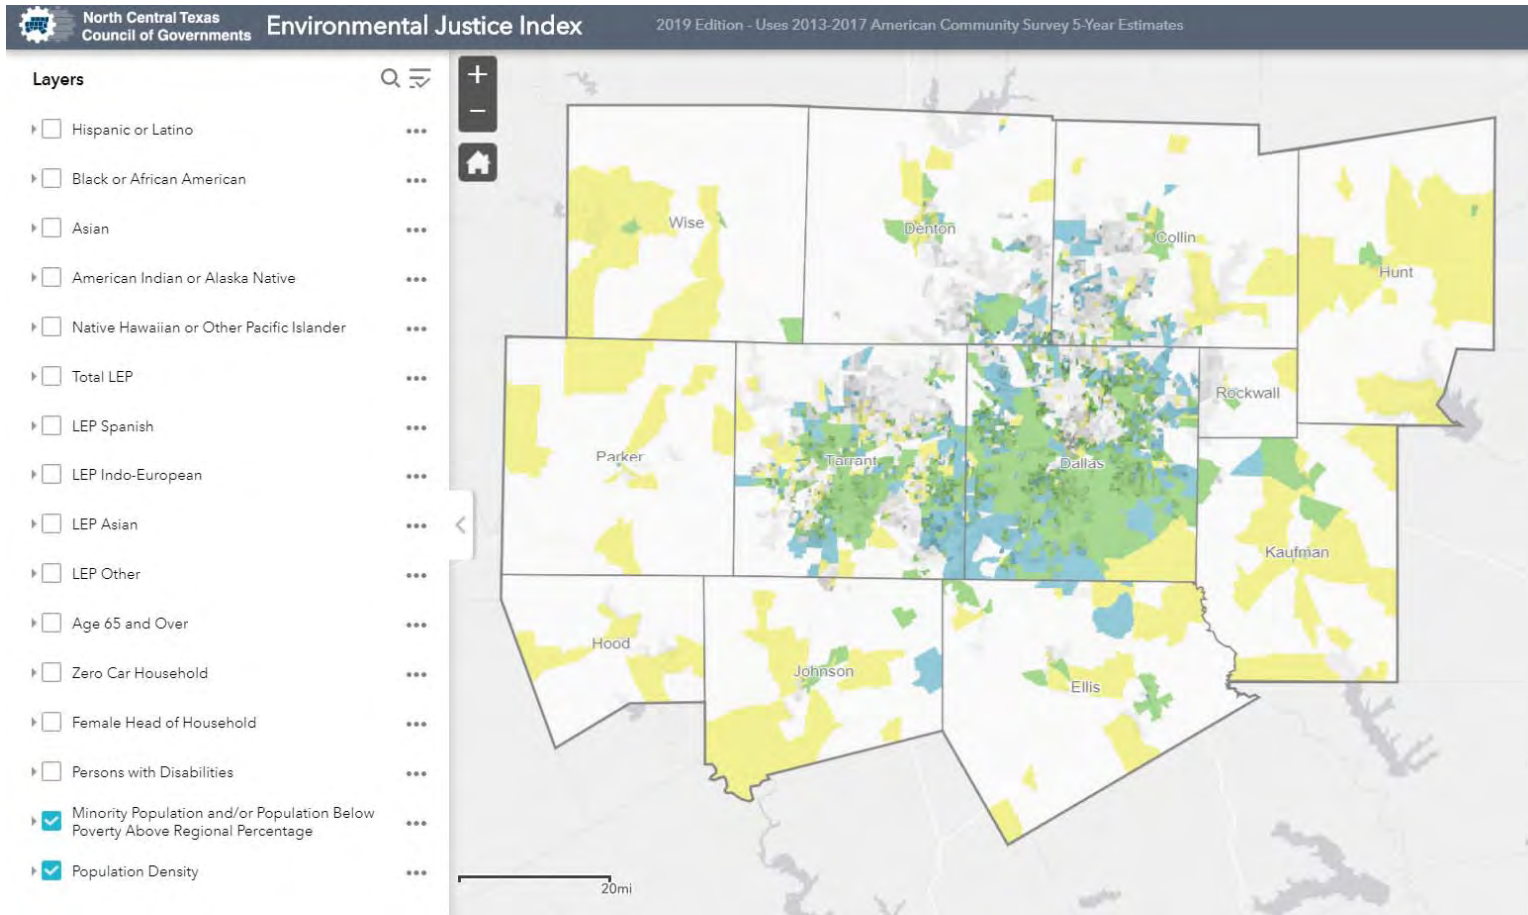 North Central Texas
Council of Governments
Environmental Justice Index
2019 Edition - Uses 2013-2017 American Community Survey 5-Year Estimates
Layers
Hispanic or Latino
Black or African American
Asian
American Indian or Alaska Native
Native Hawaiian or Other Pacific Islander
Total LEP
LEP Spanish
LEP Indo-European
LEP Asian
LEP Other
Age 65 and Over
Zero Car Household
Female Head of Household
Persons with Disabilities
Minority Population and/or Population Below
Poverty Above Regional Percentage
Population Density
+
−
Wise
Denton
Collin
Hunt
Parker
Tarrant
Dallas
Rockwall
Kaufman
Hood
Johnson
Ellis
20mi